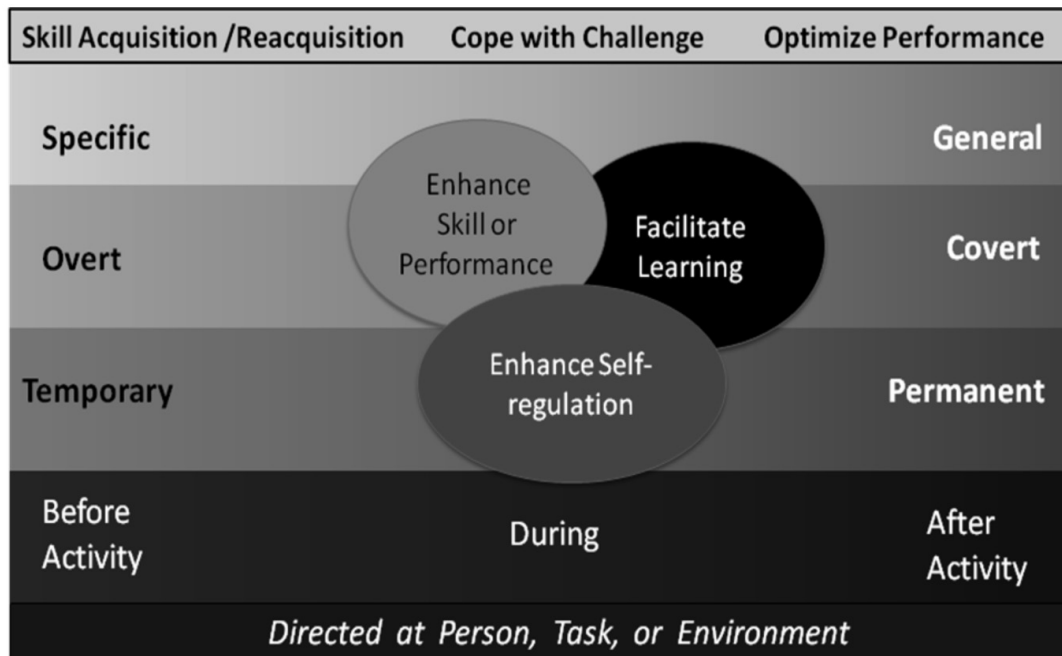 Skill Acquisition /Reacquisition Cope with Challenge Optimize Performance
Specific
General
Enhance
Skill or
Performance
Facilitate
Learning
Overt
Covert
Enhance Self-
regulation
Temporary
Permanent
Before
Activity
During
After
Activity
Directed at Person, Task, or Environment